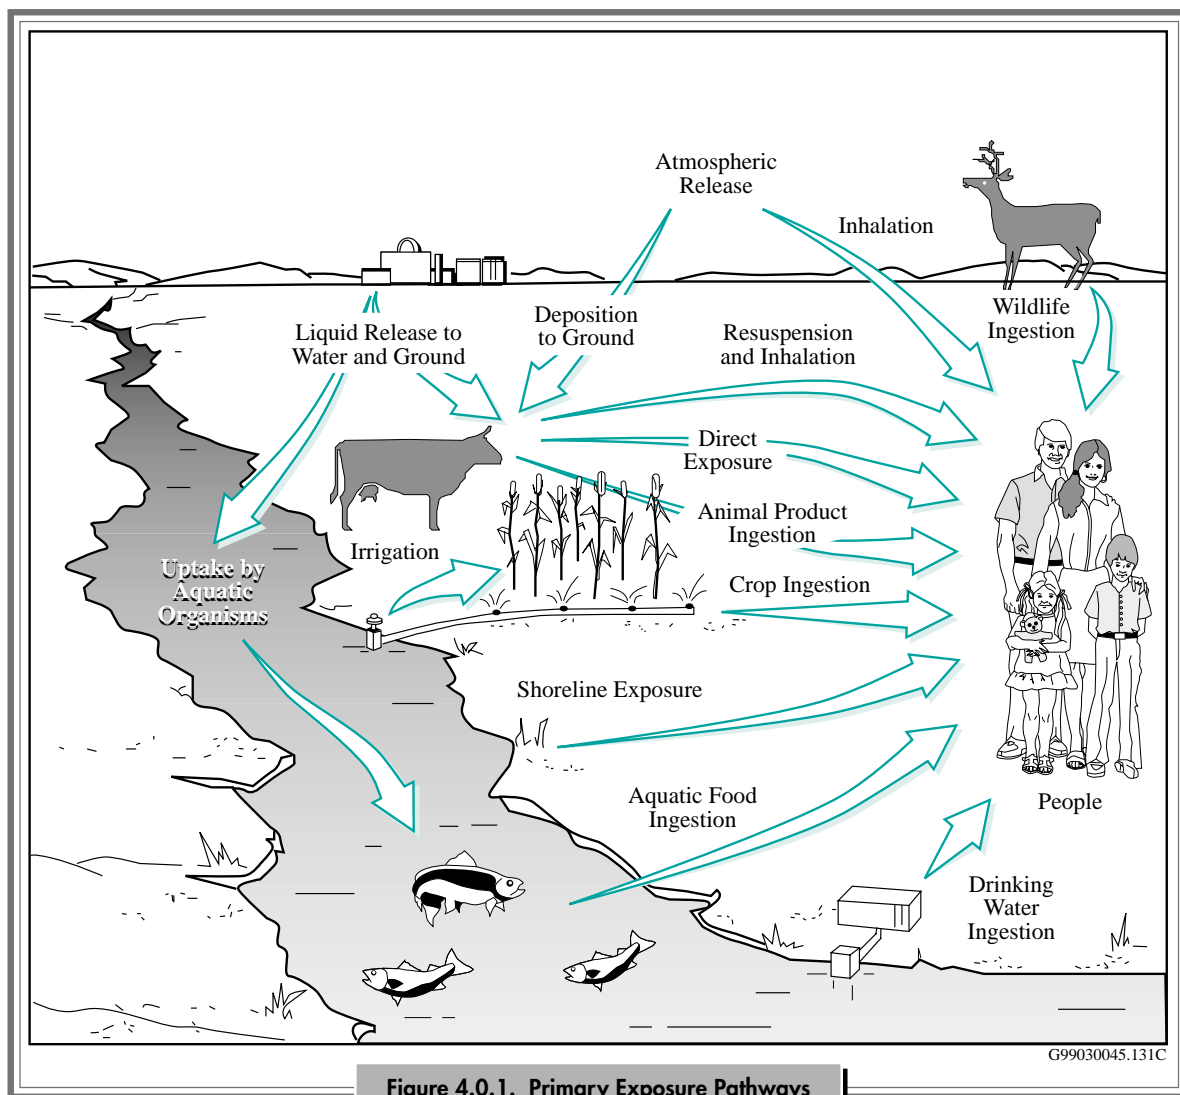 Atmospheric
Release
Inhalation
Wildlife
Ingestion
Deposition
to Ground
Liquid Release to
Water and Ground
Resuspension
and Inhalation
Direct
Exposure
Animal Product
Ingestion
Irrigation
Crop Ingestion
Uptake by
Aquatic
Organisms
Shoreline Exposure
Aquatic Food
Ingestion
People
Drinking
Water
Ingestion
G99030045.131C
Figure 4.0.1. Primary Exposure Pathways